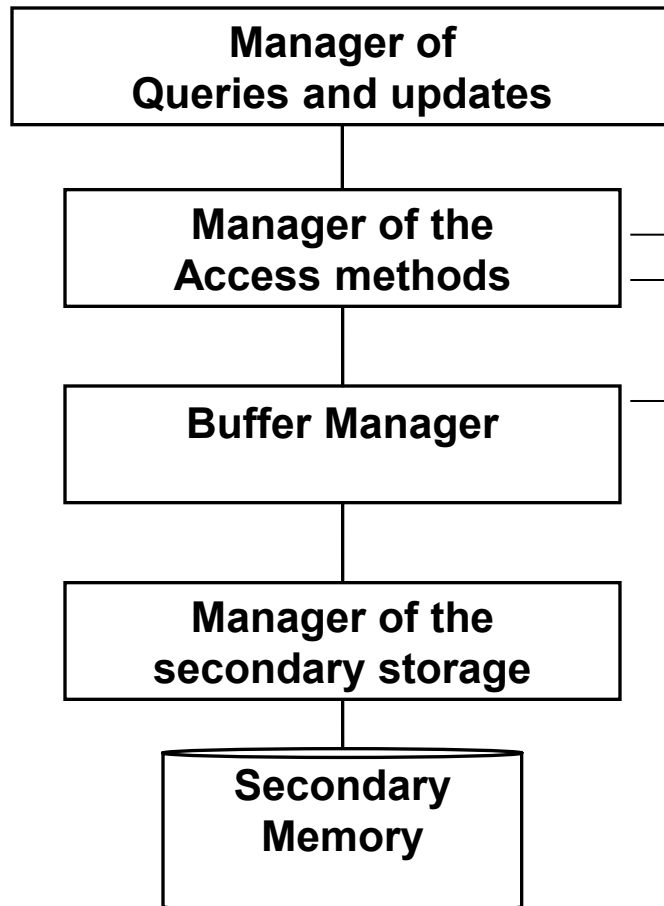 Manager of
Queries and updates
Manager of the
Access methods
Buffer Manager
Manager of the
secondary storage
Secondary
Memory